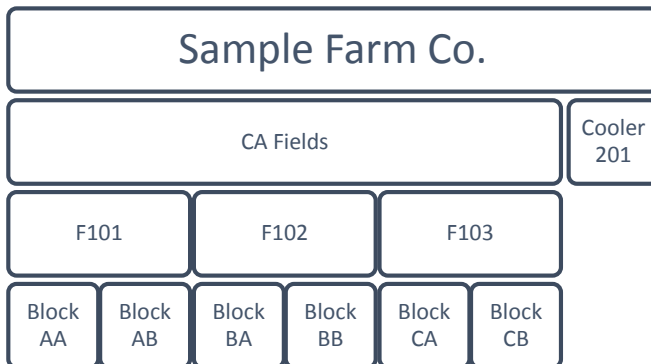 Sample Farm Co.
CA Fields
Cooler
201
F101
F102
F103
Block
AA
Block
AB
Block
BA
Block
BB
Block
CA
Block
CB